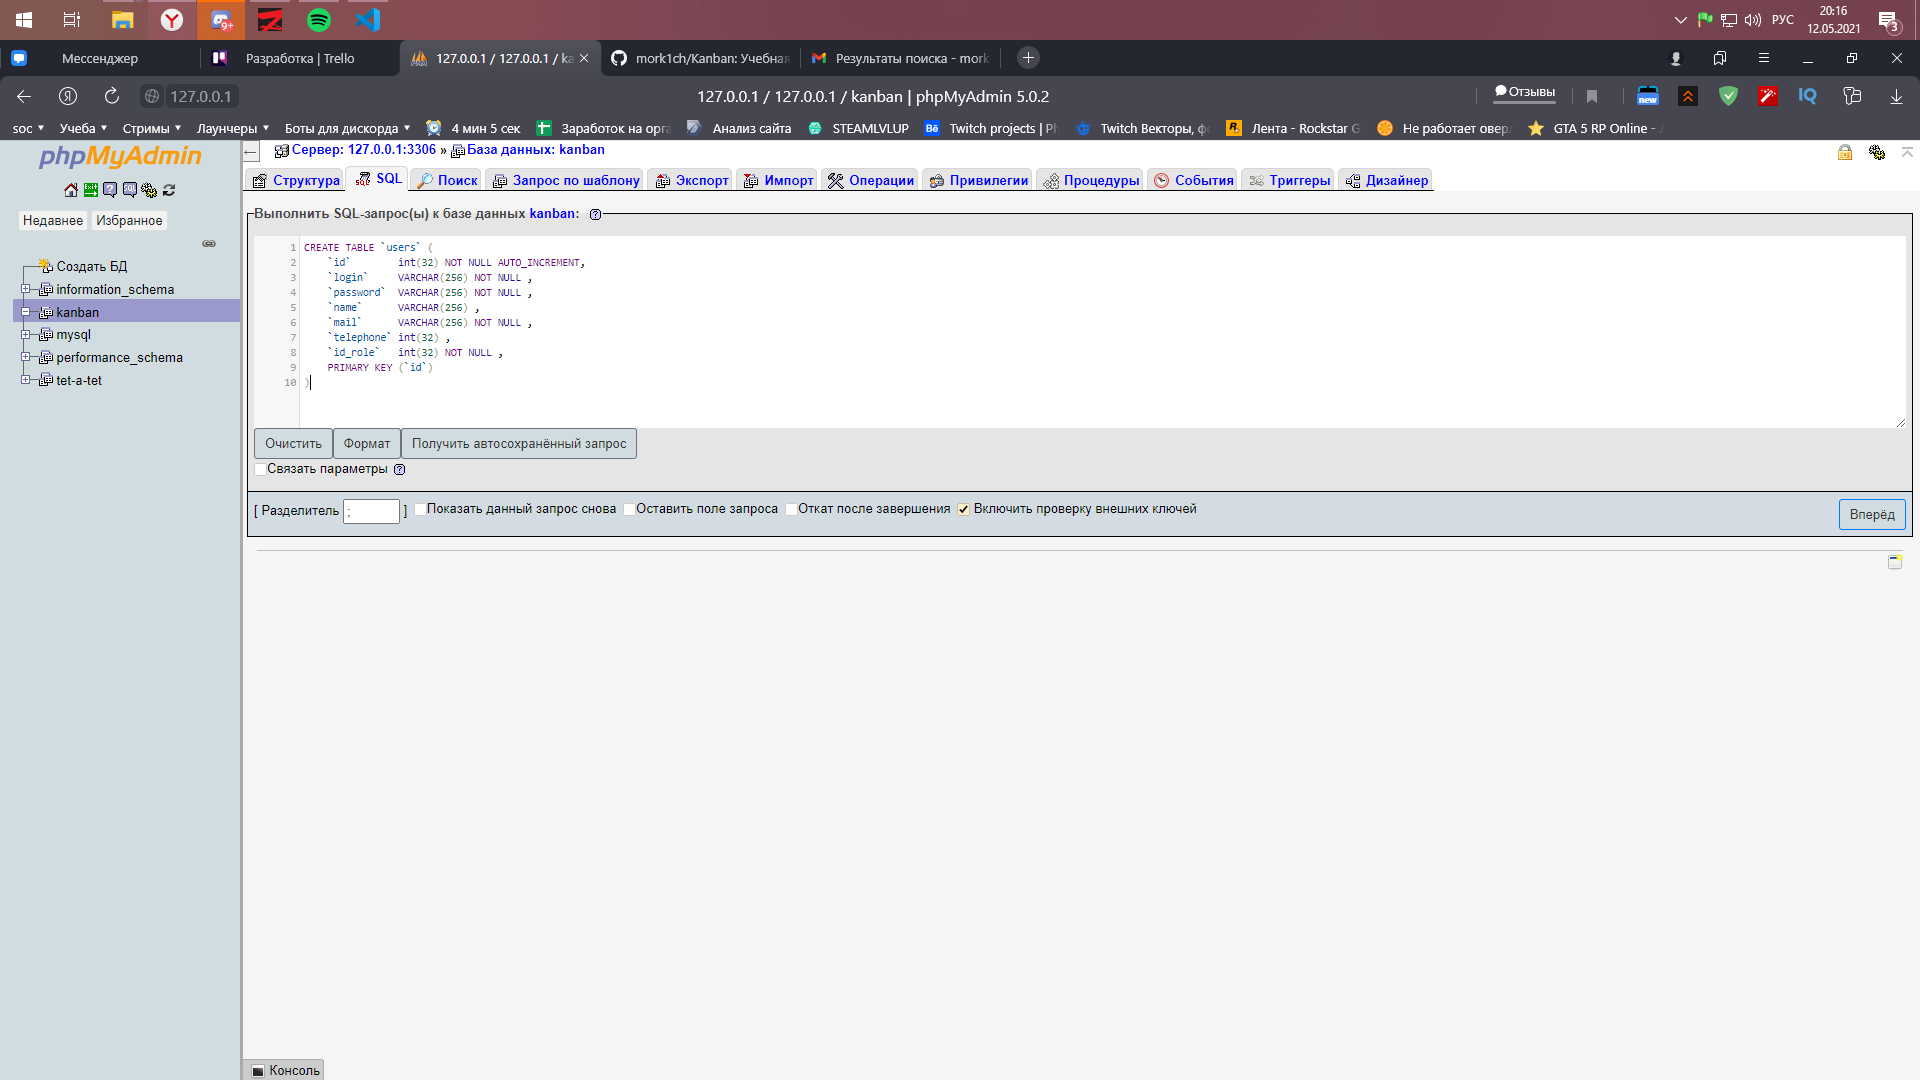 20:16
РУС
12.05.2021
3
9+
Мессенджер
Разработка | Trello
127.0.0.1 / 127.0.0.1 / ka
mork1ch/Kanban: Учебная
Результаты поиска - mork
127.0.0.1
127.0.0.1 / 127.0.0.1 / kanban | phpMyAdmin 5.0.2
Отзывы
new
IQ
soc
Учеба
Стримы
Лаунчеры
Боты для дискорда
4 мин 5 сек
Заработок на орга
Анализ сайта
STEAMLVLUP
Twitch projects | Ph
Twitch Векторы, фо
Лента - Rockstar G
Не работает овер
GTA 5 RP Online -
phpMyAdmin
Недавнее
Избранное
Создать БД
information_schema
kanban
mysql
performance_schema
tet-a-tet
Сервер: 127.0.0.1:3306 » База данных: kanban
Структура
SQL
Поиск
Запрос по шаблону
Экспорт
Импорт
Операции
Привилегии
Процедуры
События
Триггеры
Дизайнер
Выполнить SQL-запрос(ы) к базе данных kanban:
1 CREATE TABLE `users` (
2 `id` int(32) NOT NULL AUTO_INCREMENT,
3 `login` VARCHAR(256) NOT NULL ,
4 `password` VARCHAR(256) NOT NULL ,
5 `name` VARCHAR(256) ,
6 `mail` VARCHAR(256) NOT NULL ,
7 `telephone` int(32) ,
8 `id_role` int(32) NOT NULL ,
9 PRIMARY KEY (`id`)
10 )
Очистить
Формат
Получить автосохранённый запрос
Связать параметры
[ Разделитель ; ] Показать данный запрос снова Оставить поле запроса Откат после завершения Включить проверку внешних ключей
Вперёд
Консоль